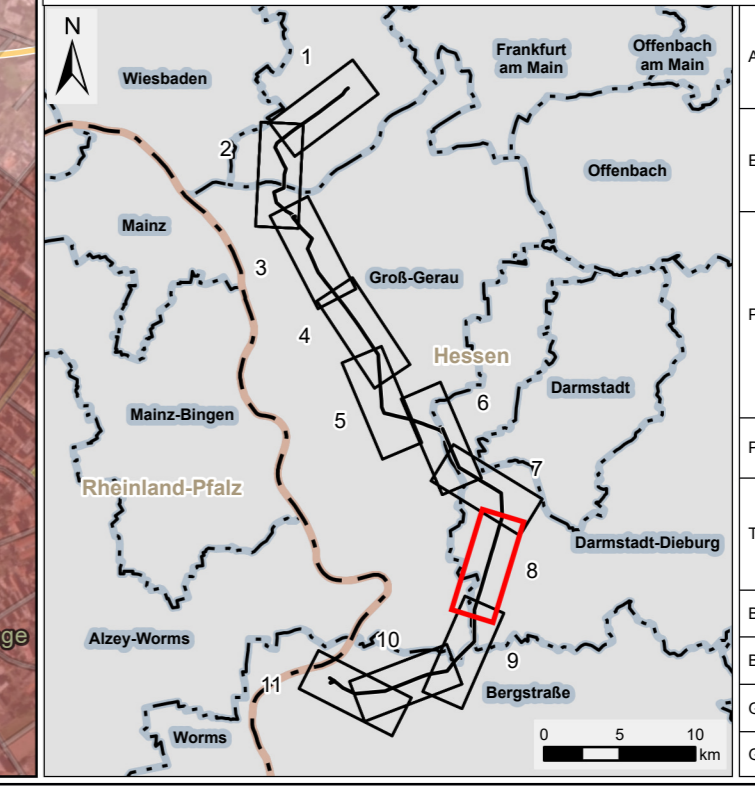 N
1
Wiesbaden
Frankfurt
am Main
Offenbach
am Main
2
Offenbach
Mainz
3
Groß-Gerau
4
Hessen
Darmstadt
5
6
Mainz-Bingen
7
Rheinland-Pfalz
8
Darmstadt-Dieburg
ge
Alzey-Worms
10
9
11
Bergstraße
Worms
0 5 10
km